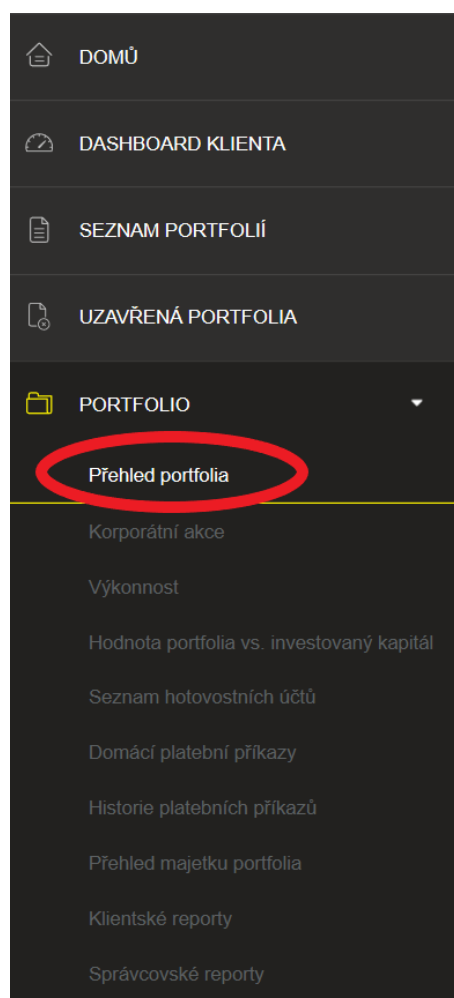 DOMŮ
DASHBOARD KLIENTA
SEZNAM PORTFOLIÍ
UZAVŘENÁ PORTFOLIA
PORTFOLIO
Přehled portfolia
Korporátní akce
Výkonnost
Hodnota portfolia vs. investovaný kapitál
Seznam hotovostních účtů
Domácí platební příkazy
Historie platebních příkazů
Přehled majetku portfolia
Klientské reporty
Správcovské reporty